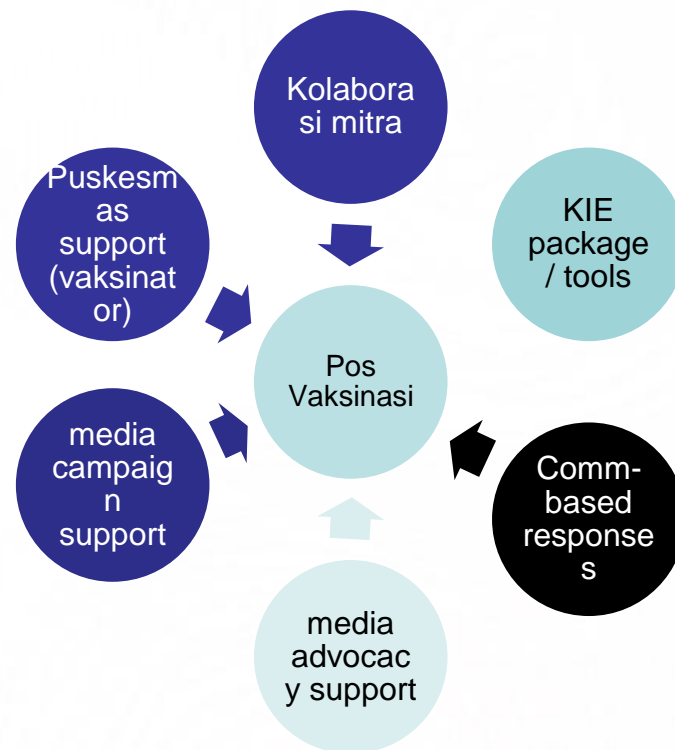 Kolabora
si mitra
Puskesm
as
support
(vaksinat
or)
KIE
package
/ tools
Pos
Vaksinasi
media
campaig
n
support
Comm-
based
response
s
media
advocac
y support